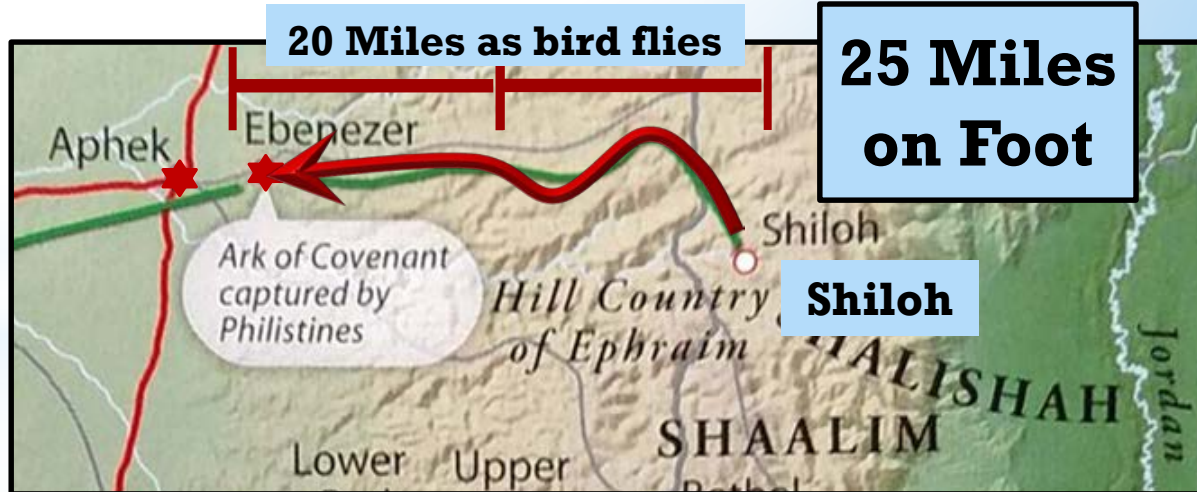 20 Miles as bird flies
25 Miles
on Foot
Aphek
Ebenezer
Ark of Covenant
captured by
Philistines
Shiloh
Shiloh
Hill Country
of Ephraim
HALISHAH
SHAALIM
Jordan
Lower
Upper